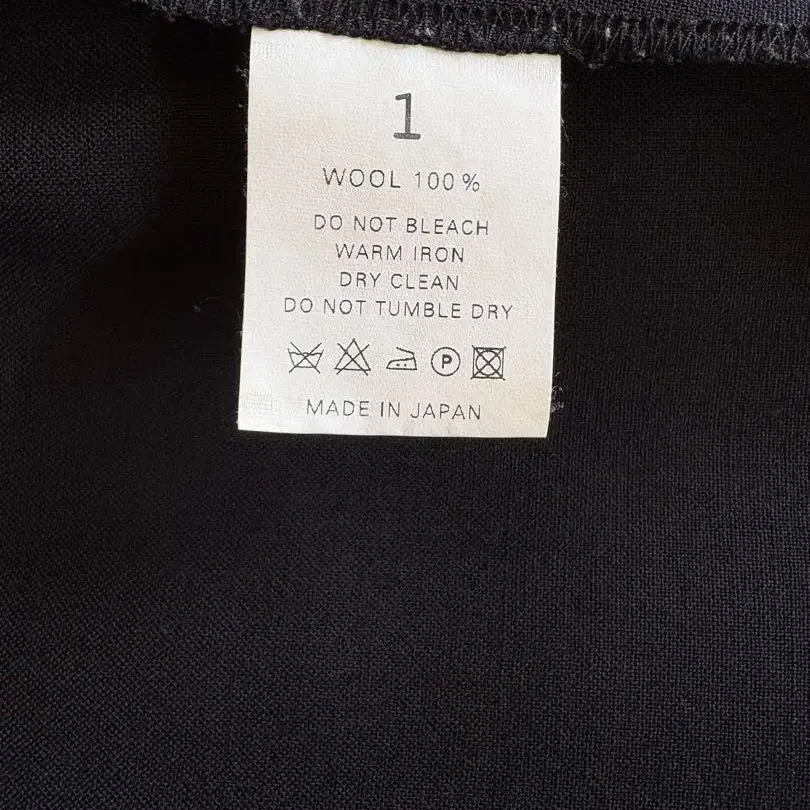 1
WOOL 100%
DO NOT BLEACH
WARM IRON
DRY CLEAN
DO NOT TUMBLE DRY
P
MADE IN JAPAN